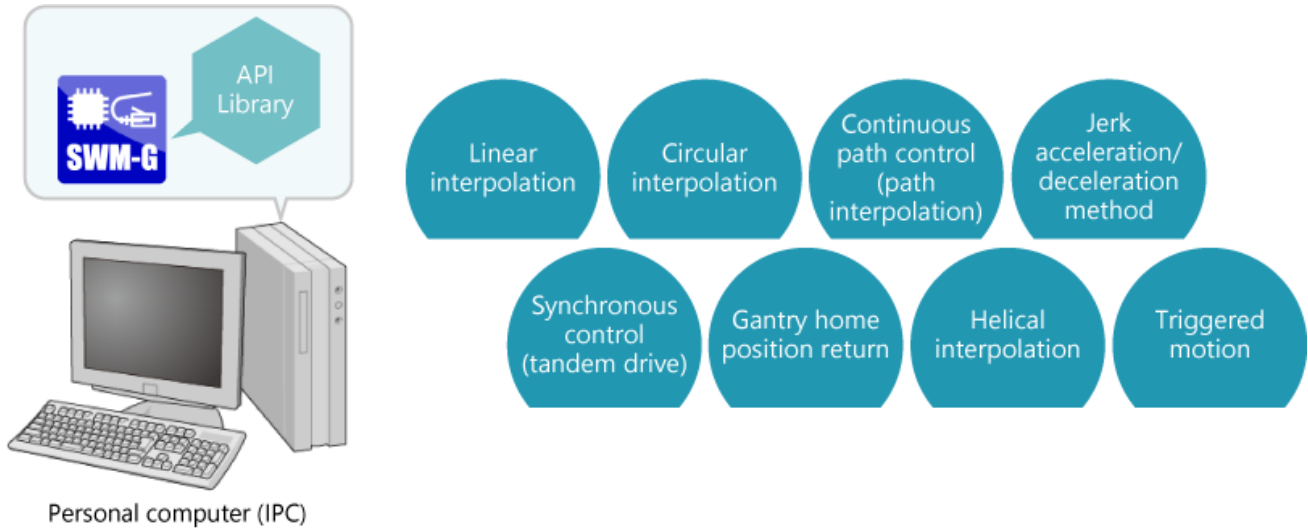 API
Library
SWM-G
Personal computer (IPC)
Linear
interpolation
Circular
interpolation
Continuous
path control
(path
interpolation)
Jerk
acceleration/
deceleration
method
Synchronous
control
(tandem drive)
Gantry home
position return
Helical
interpolation
Triggered
motion